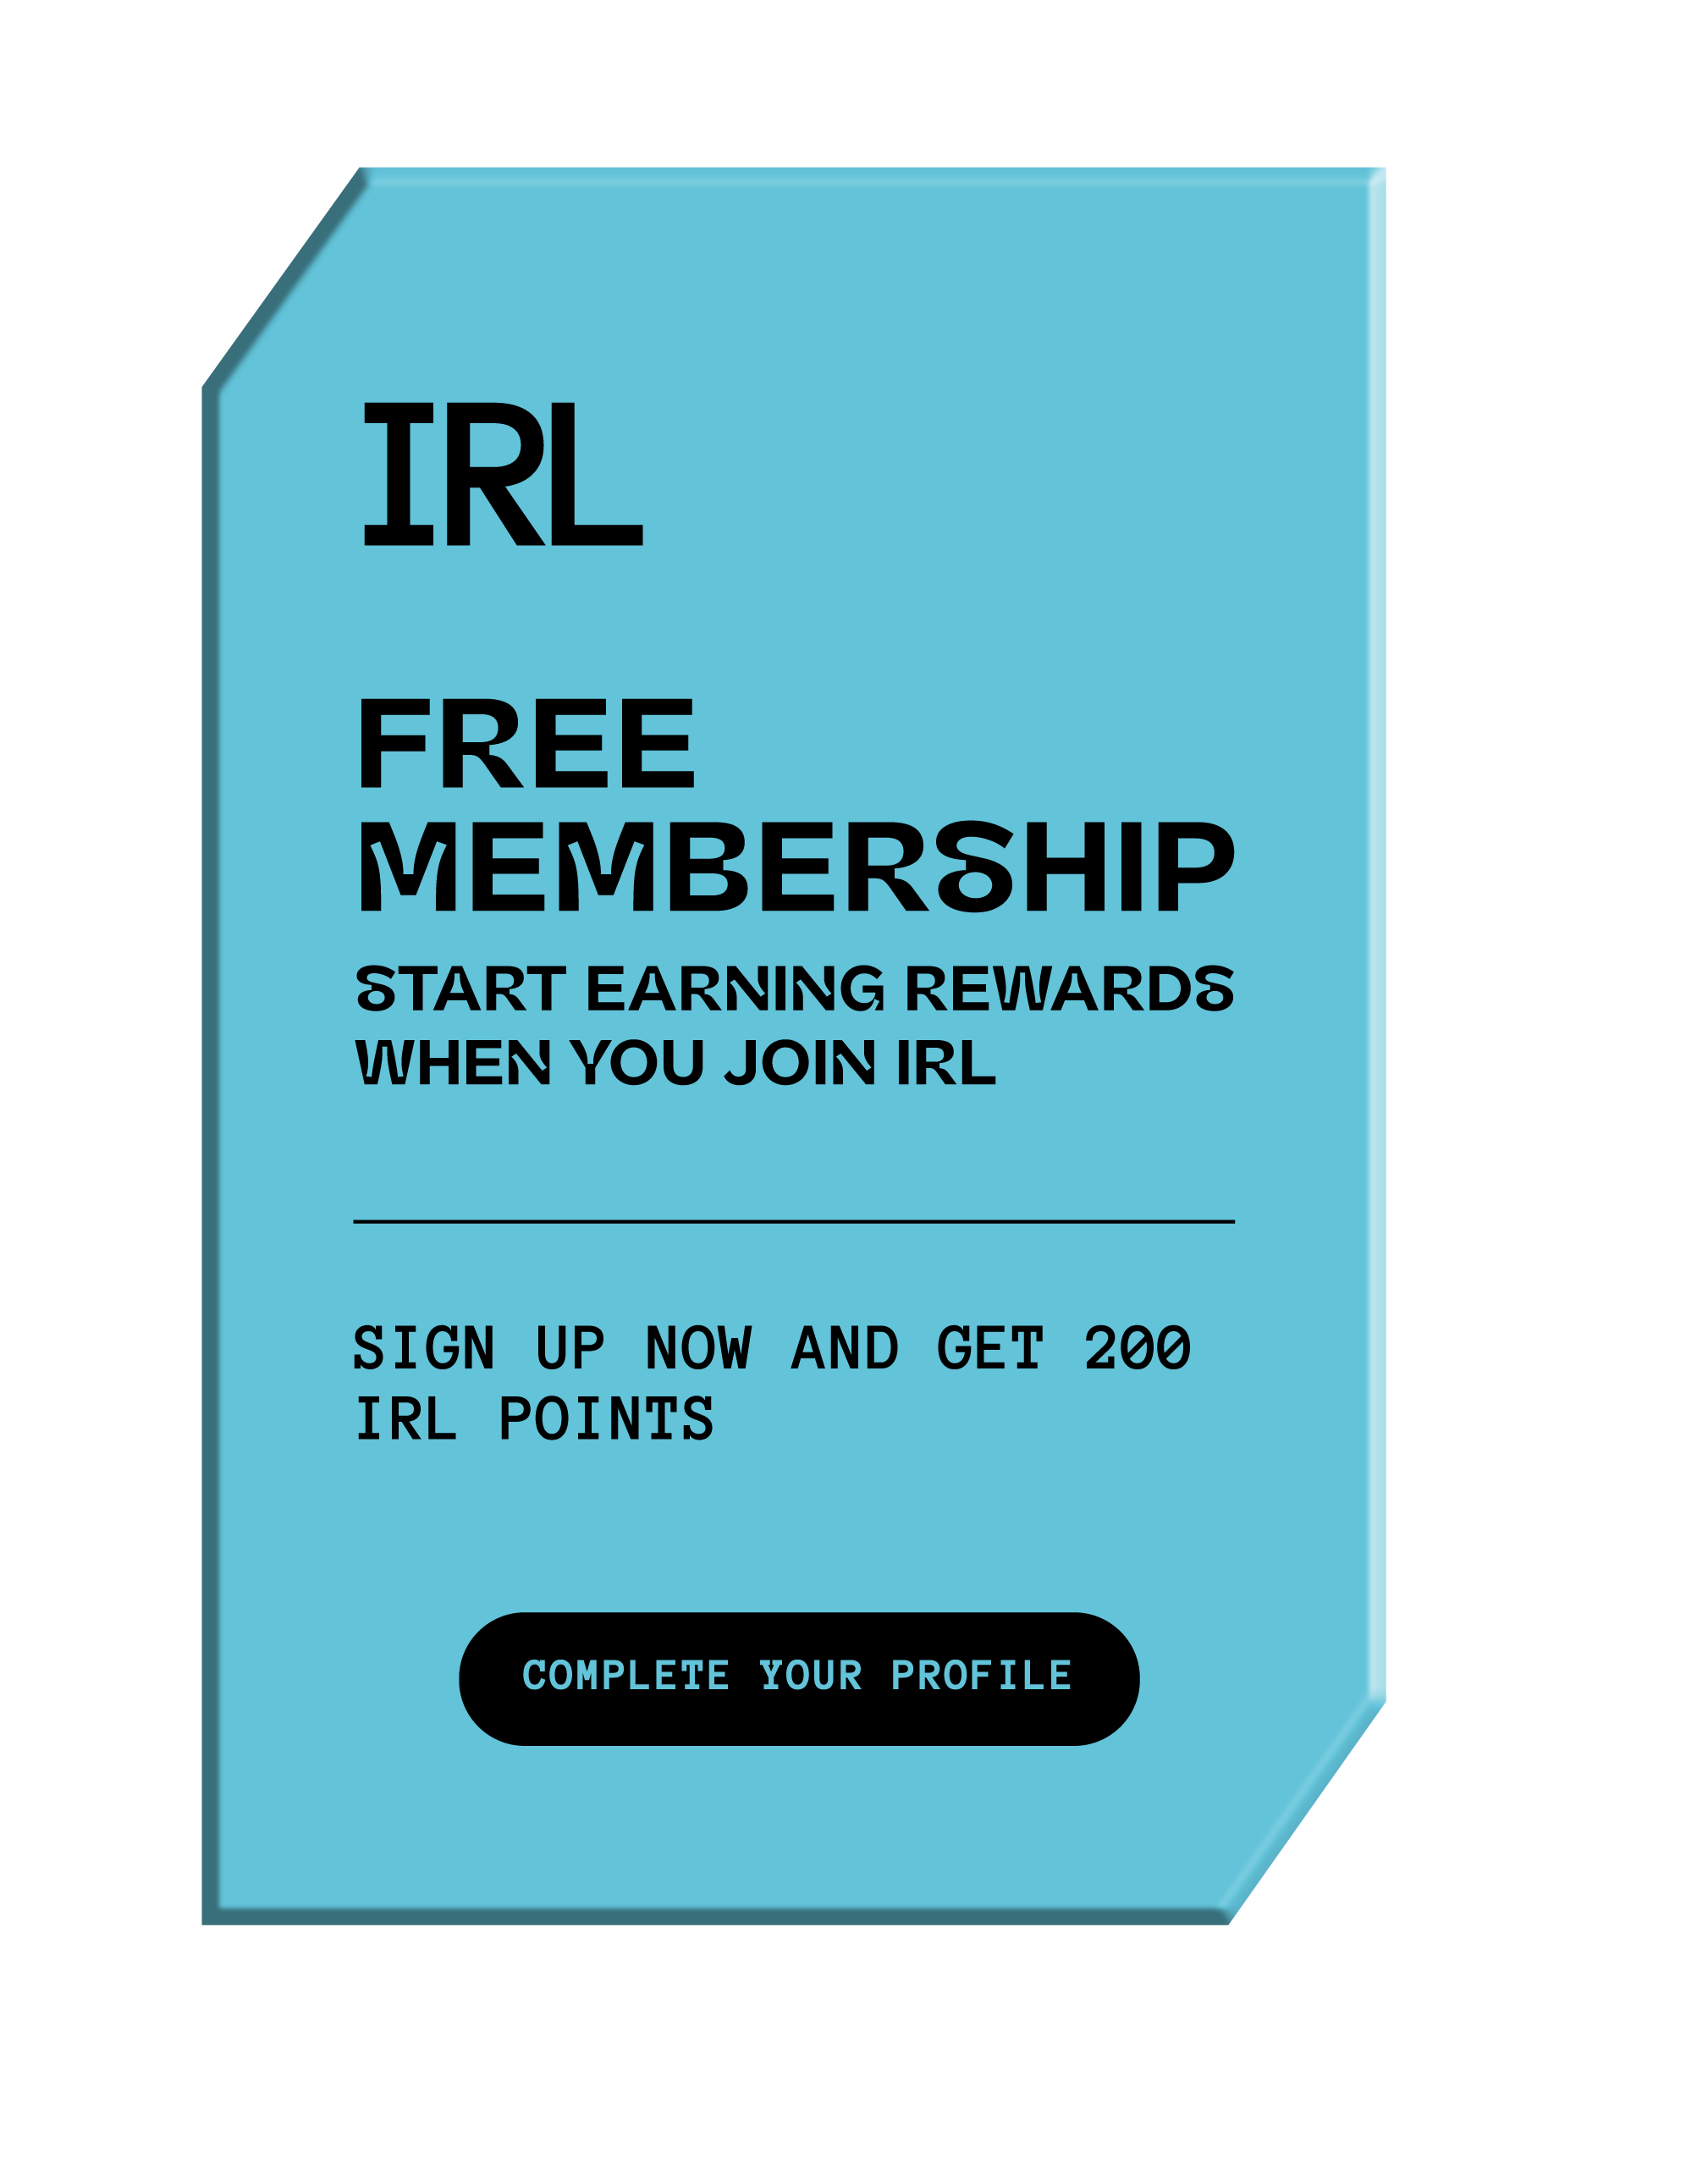 IRL
FREE
MEMBERSHIP
START EARNING REWARDS
WHEN YOU JOIN IRL
SIGN UP NOW AND GET 200
IRL POINTS
COMPLETE YOUR PROFILE